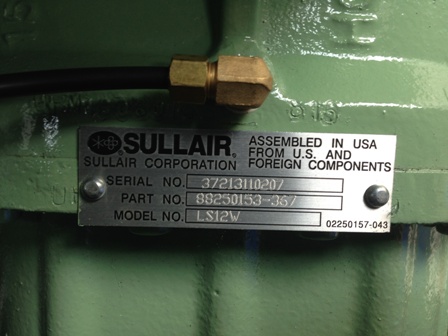 SULLAIR®
SULLAIR CORPORATION
ASSEMBLED IN USA
FROM U.S. AND
FOREIGN COMPONENTS
SERIAL NO. 37213110207
PART NO. 88250153-367
MODEL NO. LS12W
02250157-043